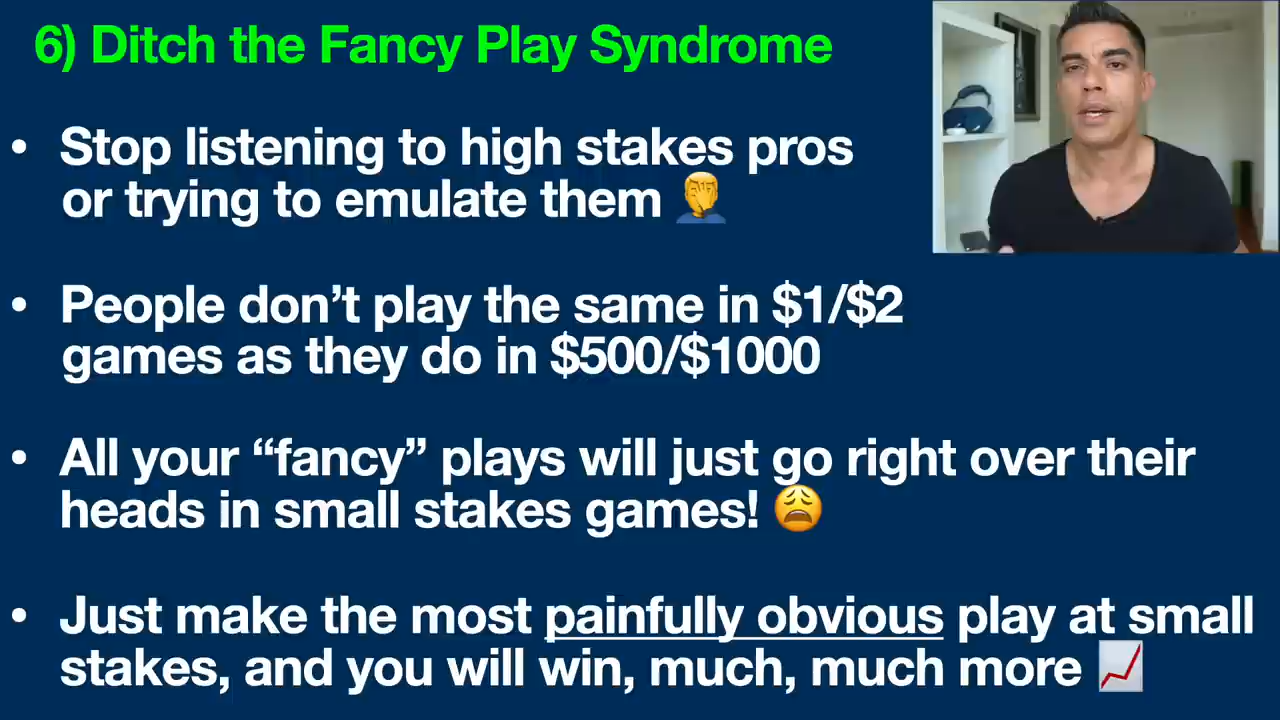 6) Ditch the Fancy Play Syndrome
• Stop listening to high stakes pros
or trying to emulate them 🤦‍♂️
• People don’t play the same in $1/$2
games as they do in $500/$1000
• All your “fancy” plays will just go right over their
heads in small stakes games! 😩
• Just make the most painfully obvious play at small
stakes, and you will win, much, much more 📈